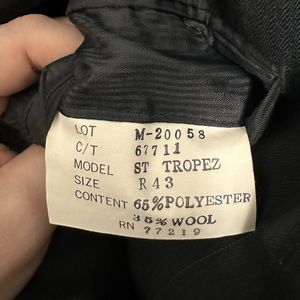 LOT M-20058
C/T 67711
MODEL ST TROPEZ
SIZE R43
CONTENT 65%POLYESTER
35%WOOL
RN 77219